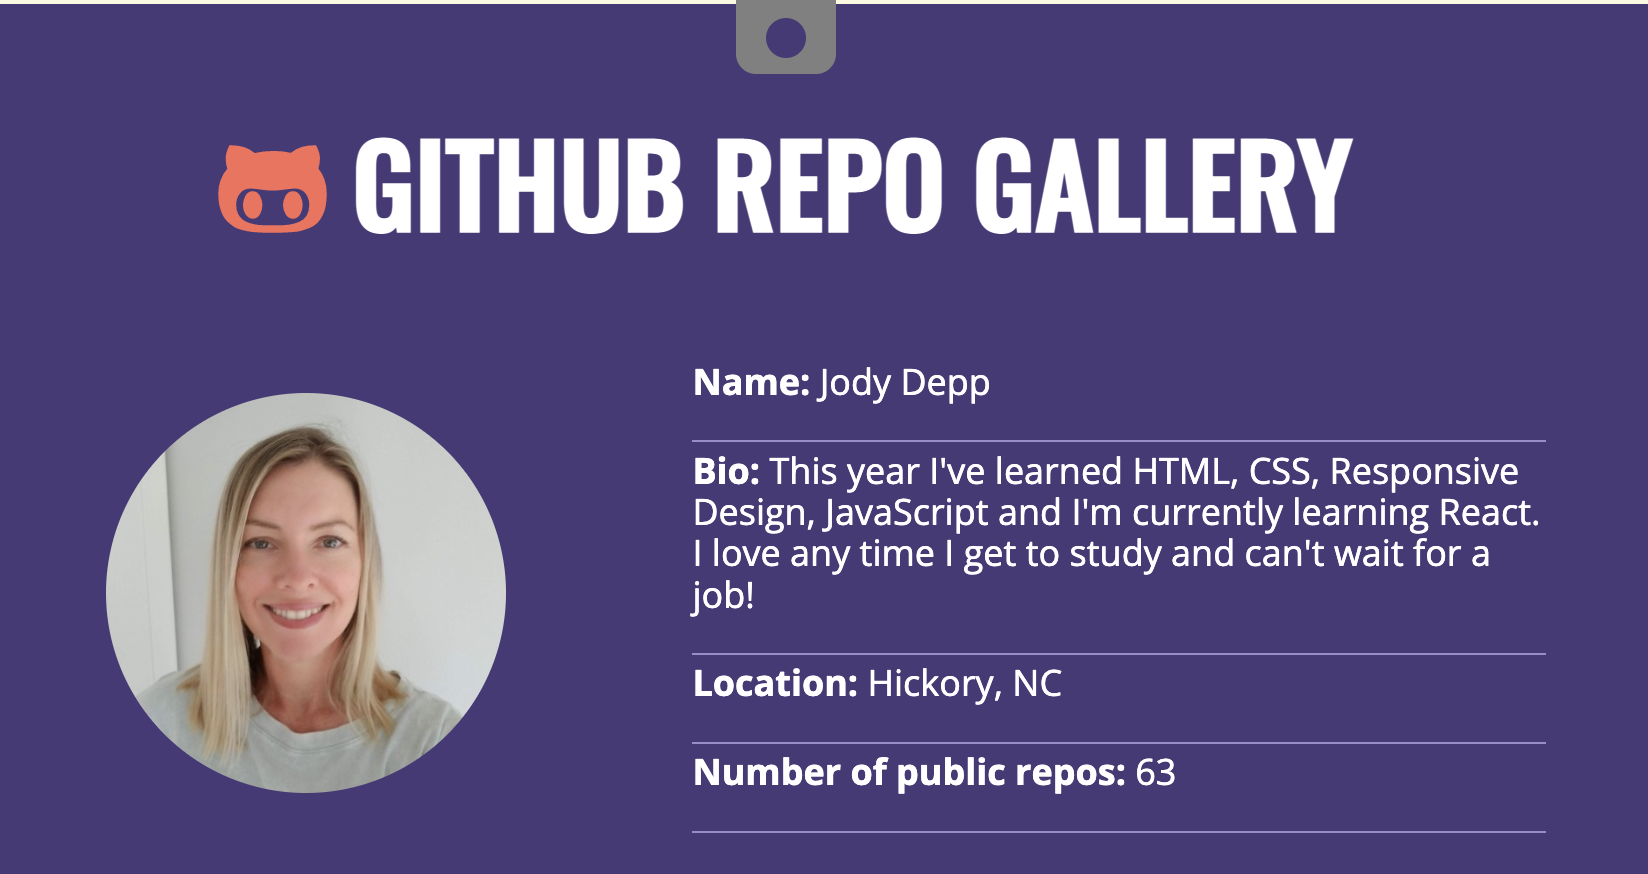 GITHUB REPO GALLERY
Name: Jody Depp
Bio: This year I've learned HTML, CSS, Responsive
Design, JavaScript and I'm currently learning React.
I love any time I get to study and can't wait for a
job!
Location: Hickory, NC
Number of public repos: 63